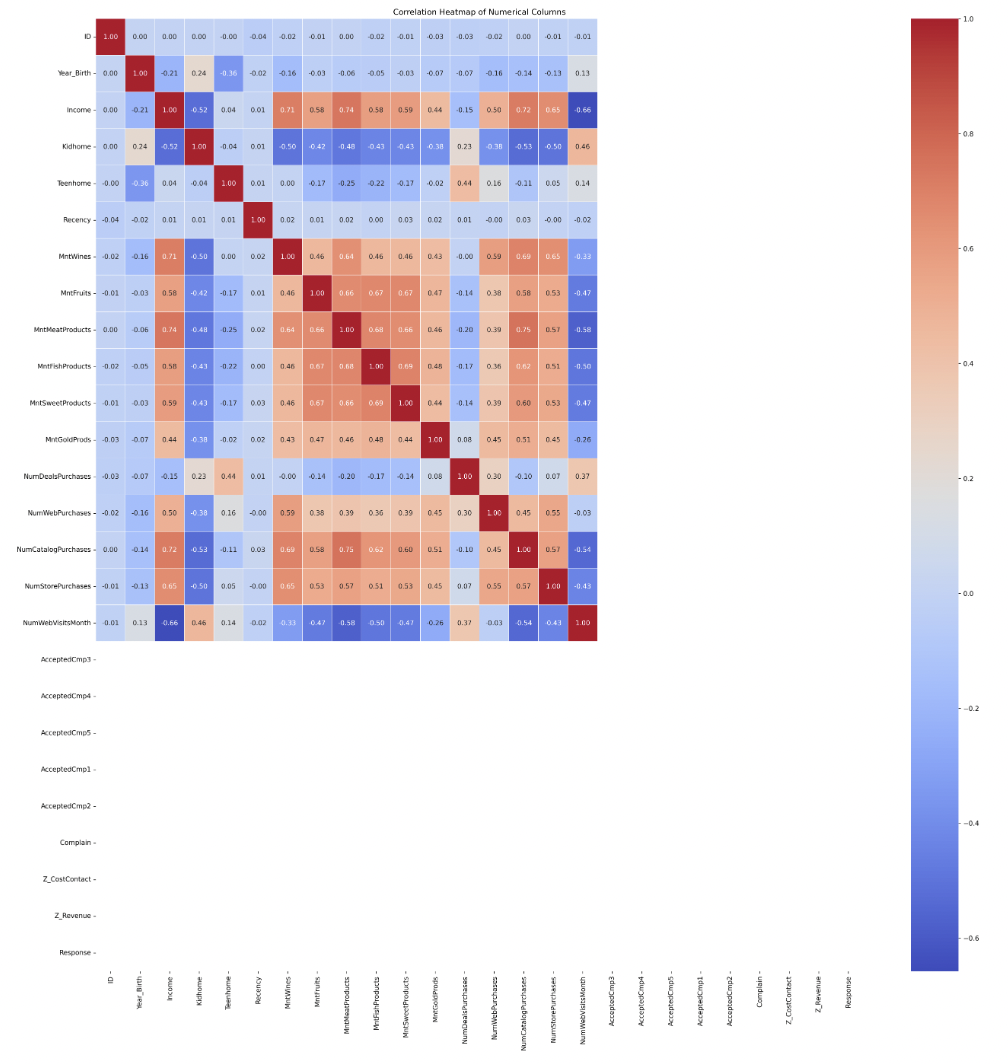 Correlation Heatmap of Numerical Columns
ID 1.00 0.00 0.00 0.00 -0.00 -0.04 -0.02 -0.01 0.00 -0.02 -0.01 -0.03 -0.03 -0.02 0.00 -0.01 -0.01
Year_Birth 0.00 1.00 -0.21 0.24 -0.36 -0.02 -0.16 -0.03 -0.06 -0.05 -0.03 -0.07 -0.07 -0.16 -0.14 -0.13 0.13
Income 0.00 -0.21 1.00 -0.52 0.04 0.01 0.71 0.58 0.74 0.58 0.59 0.44 -0.15 0.50 0.72 0.65 -0.66
Kidhome 0.00 0.24 -0.52 1.00 -0.04 0.01 -0.50 -0.42 -0.48 -0.43 -0.43 -0.38 0.23 -0.38 -0.53 -0.50 0.46
Teenhome -0.00 -0.36 0.04 -0.04 1.00 0.01 0.00 -0.17 -0.25 -0.22 -0.17 -0.02 0.44 0.16 -0.11 0.05 0.14
Recency -0.04 -0.02 0.01 0.01 0.01 1.00 0.02 0.01 0.02 0.00 0.03 0.02 0.01 -0.00 0.03 -0.00 -0.02
MntWines -0.02 -0.16 0.71 -0.50 0.00 0.02 1.00 0.46 0.64 0.46 0.46 0.43 -0.00 0.59 0.69 0.65 -0.33
MntFruits -0.01 -0.03 0.58 -0.42 -0.17 0.01 0.46 1.00 0.66 0.67 0.67 0.47 -0.14 0.38 0.58 0.53 -0.47
MntMeatProducts 0.00 -0.06 0.74 -0.48 -0.25 0.02 0.64 0.66 1.00 0.68 0.66 0.46 -0.20 0.39 0.75 0.57 -0.58
MntFishProducts -0.02 -0.05 0.58 -0.43 -0.22 0.00 0.46 0.67 0.68 1.00 0.69 0.48 -0.17 0.36 0.62 0.51 -0.50
MntSweetProducts -0.01 -0.03 0.59 -0.43 -0.17 0.03 0.46 0.67 0.66 0.69 1.00 0.44 -0.14 0.39 0.60 0.53 -0.47
MntGoldProds -0.03 -0.07 0.44 -0.38 -0.02 0.02 0.43 0.47 0.46 0.48 0.44 1.00 0.08 0.45 0.51 0.45 -0.26
NumDealsPurchases -0.03 -0.07 -0.15 0.23 0.44 0.01 -0.00 -0.14 -0.20 -0.17 -0.14 0.08 1.00 0.30 -0.10 0.07 0.37
NumWebPurchases -0.02 -0.16 0.50 -0.38 0.16 -0.00 0.59 0.38 0.39 0.36 0.39 0.45 0.30 1.00 0.45 0.55 -0.03
NumCatalogPurchases 0.00 -0.14 0.72 -0.53 -0.11 0.03 0.69 0.58 0.75 0.62 0.60 0.51 -0.10 0.45 1.00 0.57 -0.54
NumStorePurchases -0.01 -0.13 0.65 -0.50 0.05 -0.00 0.65 0.53 0.57 0.51 0.53 0.45 0.07 0.55 0.57 1.00 -0.43
NumWebVisitsMonth -0.01 0.13 -0.66 0.46 0.14 -0.02 -0.33 -0.47 -0.58 -0.50 -0.47 -0.26 0.37 -0.03 -0.54 -0.43 1.00
AcceptedCmp3
AcceptedCmp4
AcceptedCmp5
AcceptedCmp1
AcceptedCmp2
Complain
Z_CostContact
Z_Revenue
Response
ID
Year_Birth
Income
Kidhome
Teenhome
Recency
MntWines
MntFruits
MntMeatProducts
MntFishProducts
MntSweetProducts
MntGoldProds
NumDealsPurchases
NumWebPurchases
NumCatalogPurchases
NumStorePurchases
NumWebVisitsMonth
AcceptedCmp3
AcceptedCmp4
AcceptedCmp5
AcceptedCmp1
AcceptedCmp2
Complain
Z_CostContact
Z_Revenue
Response
1.0
0.8
0.6
0.4
0.2
0.0
−0.2
−0.4
−0.6